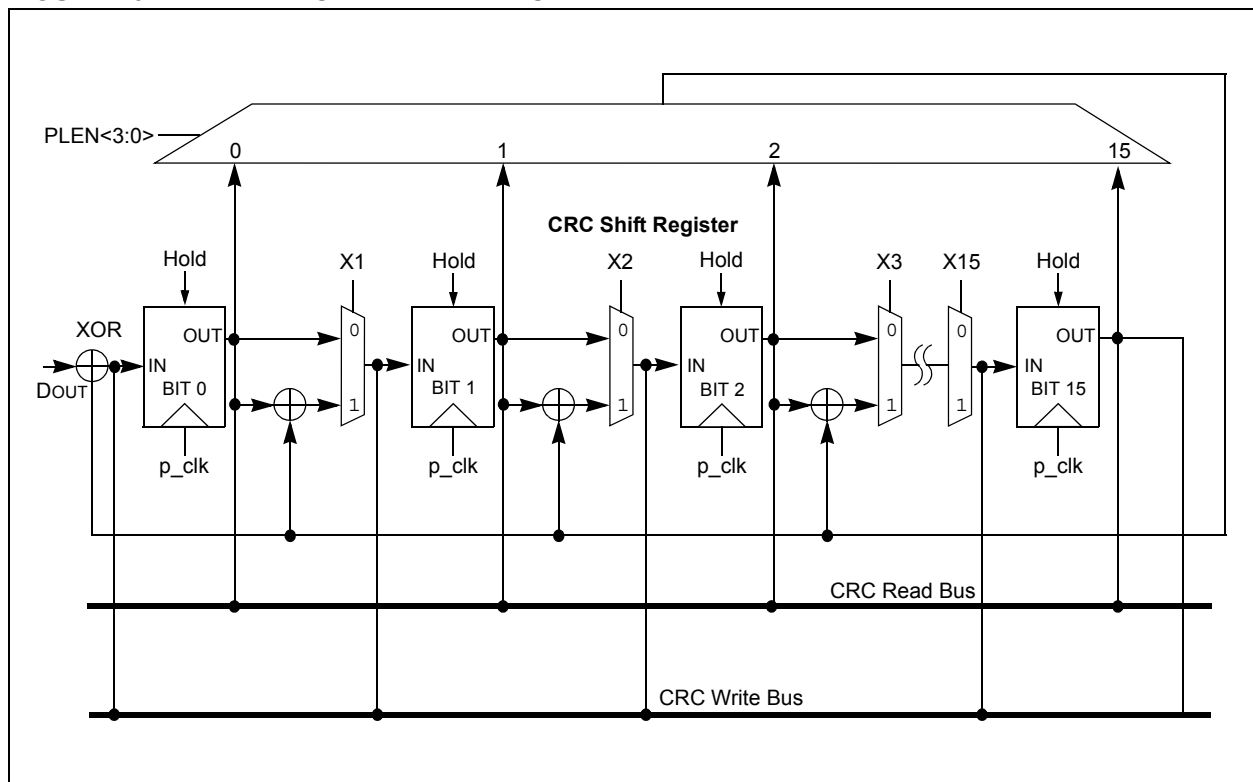 PLEN<3:0>
0 1 2 15
CRC Shift Register
Hold X1 Hold X2 Hold X3 X15 Hold
XOR
OUT 0 OUT 0 OUT 0 0 OUT
IN IN IN IN
DOUT
BIT 0 1 BIT 1 1 BIT 2 1 1 BIT 15
p_clk p_clk p_clk p_clk
CRC Read Bus
CRC Write Bus